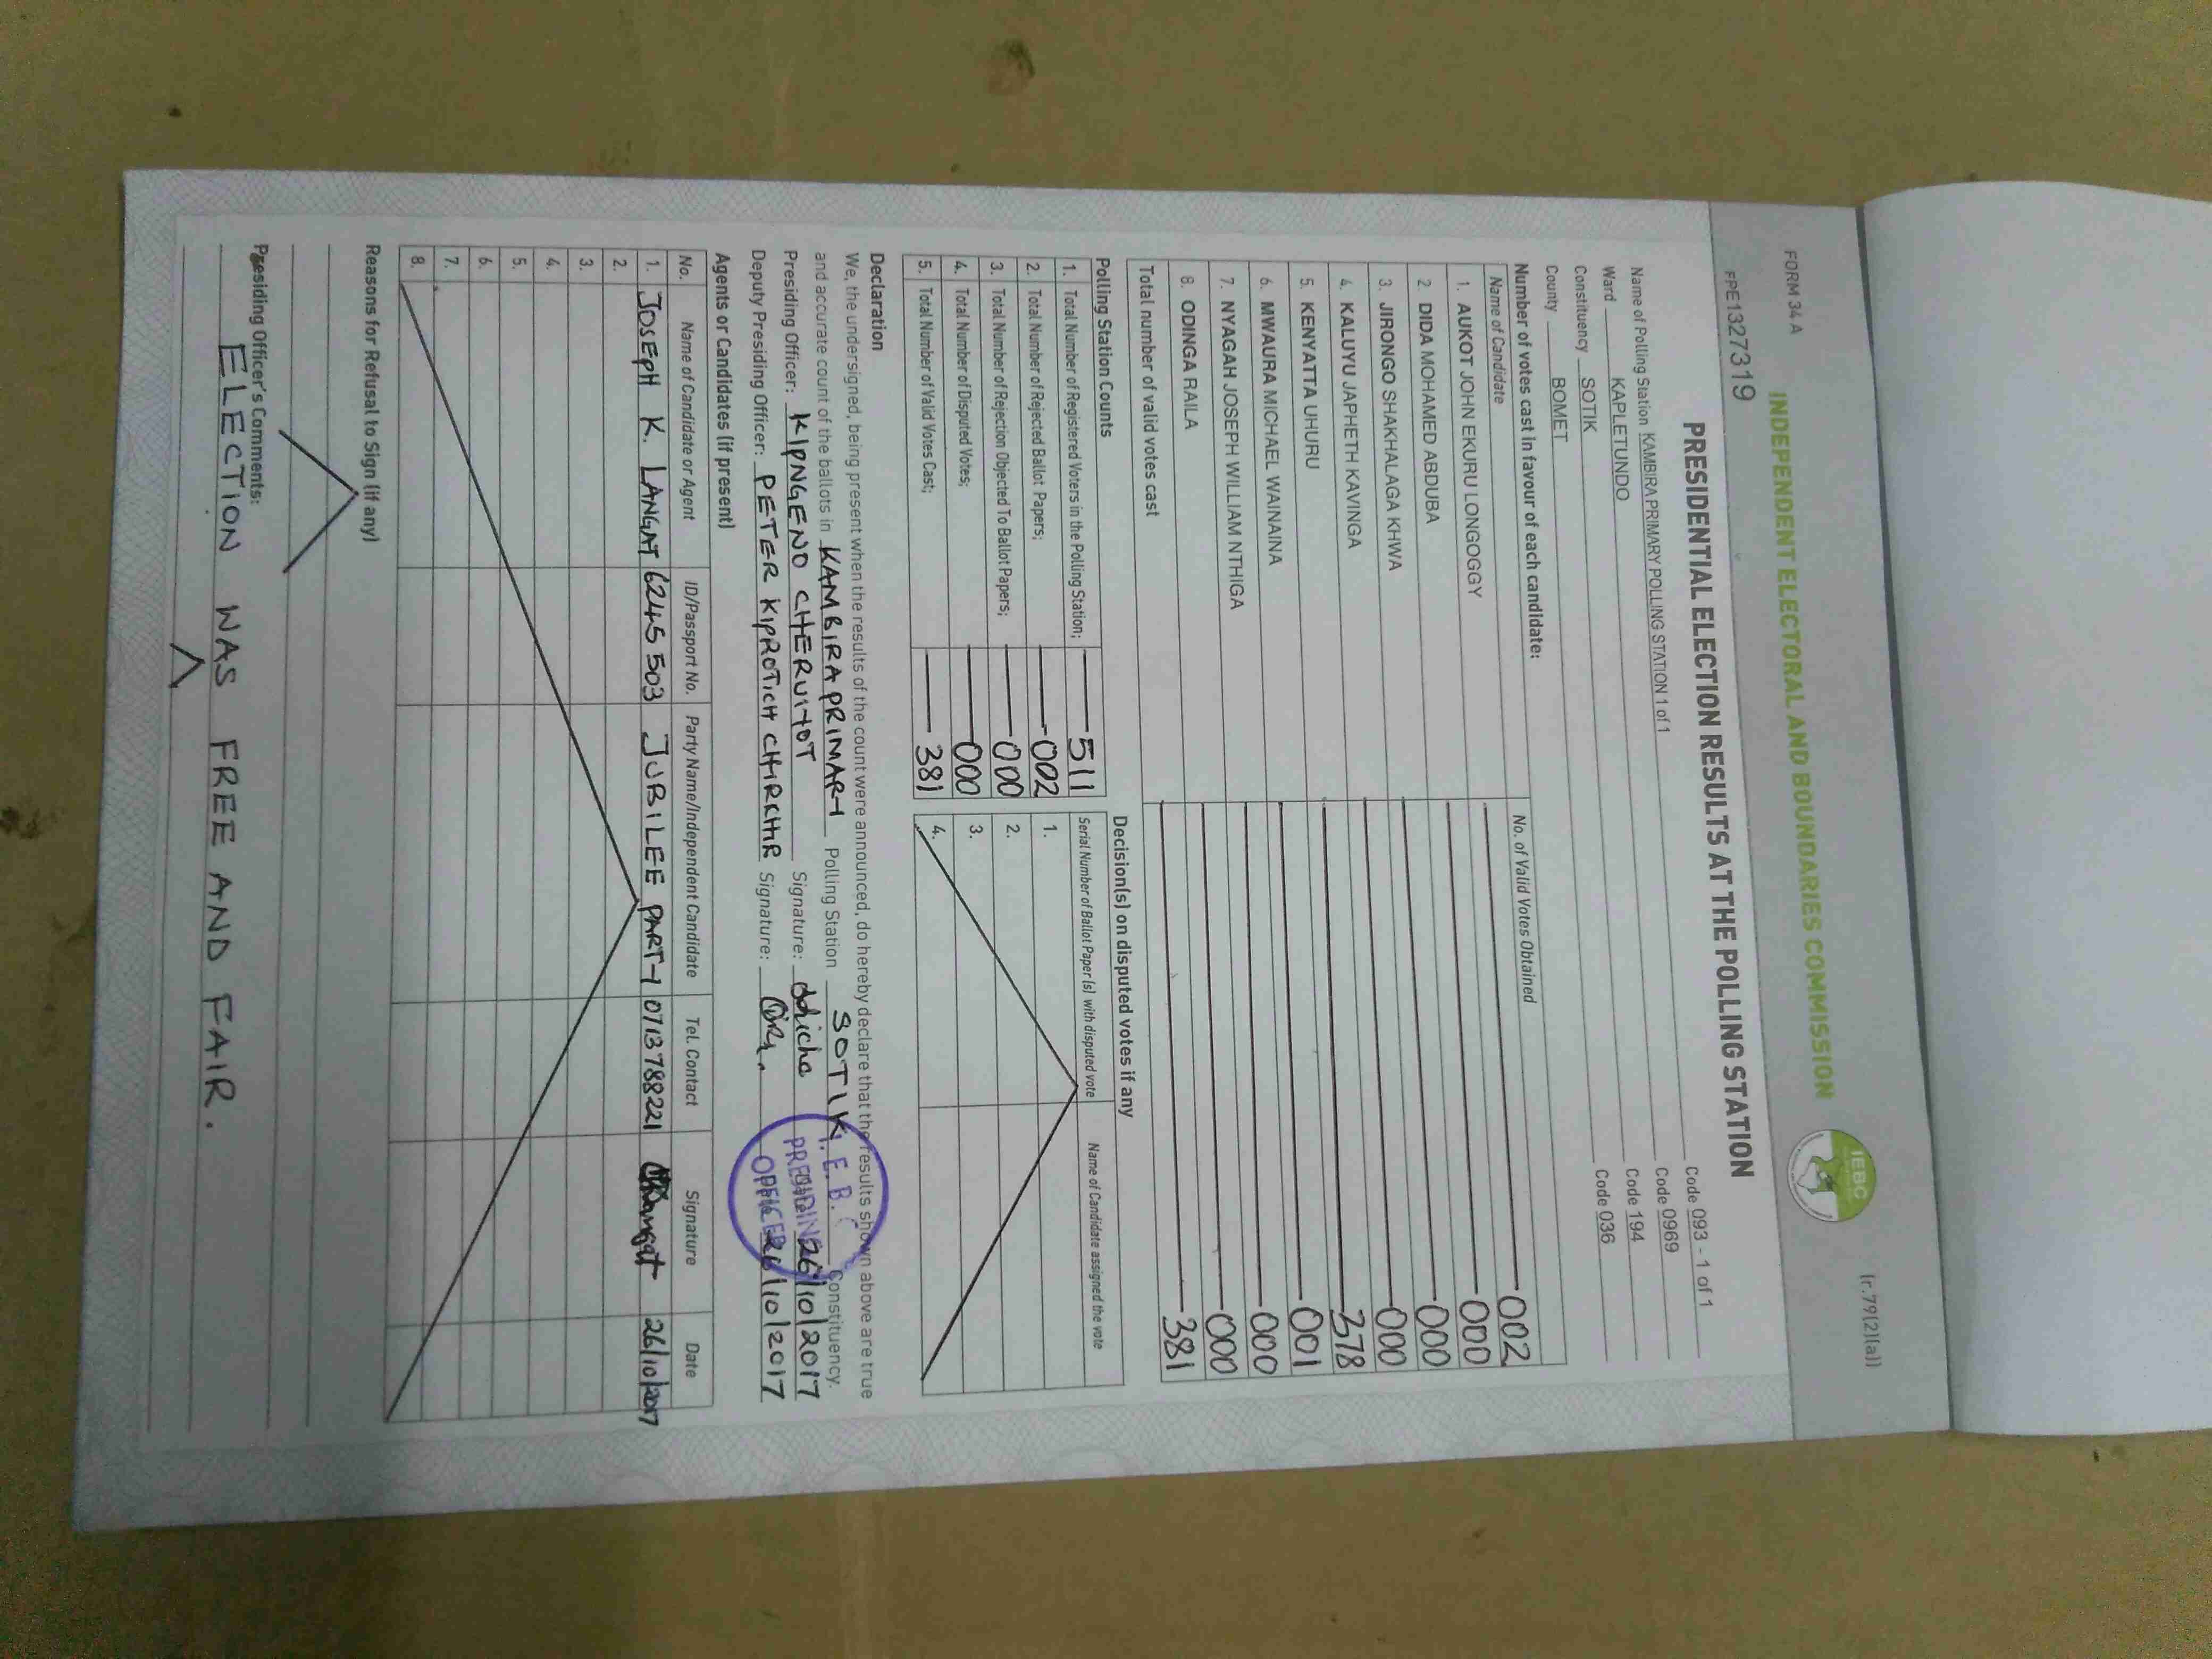 FORM 34 A (r.79(2)(a))
INDEPENDENT ELECTORAL AND BOUNDARIES COMMISSION
IEBC
FPE1327319
PRESIDENTIAL ELECTION RESULTS AT THE POLLING STATION
Name of Polling Station KAMBIRA PRIMARY POLLING STATION 1 of 1 Code 093 - 1 of 1
Ward KAPLETUNDO Code 0969
Constituency SOTIK Code 194
County BOMET Code 036
Number of votes cast in favour of each candidate:
Name of Candidate No. of Valid Votes Obtained
1. AUKOT JOHN EKURU LONGOGGY 002
2. DIDA MOHAMED ABDUBA 000
3. JIRONGO SHAKHALAGA KHWA 000
4. KALUYU JAPHETH KAVINGA 000
5. KENYATTA UHURU 378
6. MWAURA MICHAEL WAINAINA 001
7. NYAGAH JOSEPH WILLIAM NTHIGA 000
8. ODINGA RAILA 000
Total number of valid votes cast 381
Polling Station Counts
1. Total Number of Registered Voters in the Polling Station; 511
2. Total Number of Rejected Ballot Papers; 002
3. Total Number of Rejection Objected To Ballot Papers; 000
4. Total Number of Disputed Votes; 000
5. Total Number of Valid Votes Cast; 381
Decision(s) on disputed votes if any
Serial Number of Ballot Paper (s) with disputed vote Name of Candidate assigned the vote
1.
2.
3.
4.
Declaration
We, the undersigned, being present when the results of the count were announced, do hereby declare that the results shown above are true
and accurate count of the ballots in KAMBIRA PRIMARY Polling Station SOTIK Constituency.
Presiding Officer: KIPNGENO CHERUIYOT Signature: 26/10/2017
Deputy Presiding Officer: PETER KIPROTICH CHIRCHIR Signature: 26/10/2017
I. E. B. C
PRESIDING
OFFICER
Agents or Candidates (if present)
No. Name of Candidate or Agent ID/Passport No. Party Name/Independent Candidate Tel. Contact Signature Date
1. JOSEPH K. LANGAT 6245503 JUBILEE PARTY 0713788221 26/10/2017
2.
3.
4.
5.
6.
7.
8.
Reasons for Refusal to Sign (if any)
Presiding Officer's Comments:
ELECTION WAS FREE AND FAIR.